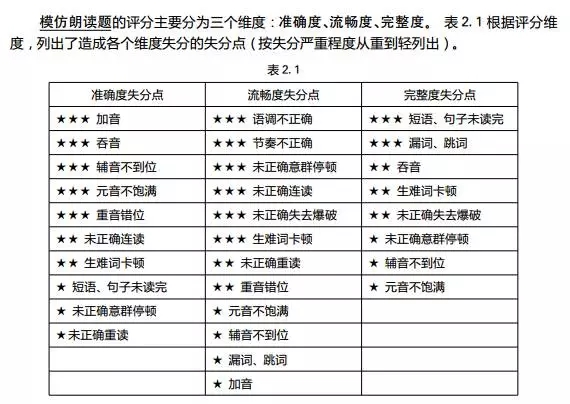 模仿朗读题的评分主要分为三个维度：准确度、流畅度、完整度。 表2.1根据评分维
度，列出了造成各个维度失分的失分点（按失分严重程度从重到轻列出）。
表2.1
准确度失分点 流畅度失分点 完整度失分点
★★★ 加音 ★★★ 语调不正确 ★★★ 短语、句子未读完
★★★ 吞音 ★★★ 节奏不正确 ★★★ 漏词、跳词
★★★ 辅音不到位 ★★★ 未正确意群停顿 ★★ 吞音
★★★ 元音不饱满 ★★★ 未正确连读 ★★ 生难词卡顿
★★★ 重音错位 ★★★ 未正确失去爆破 ★★ 未正确失去爆破
★★ 未正确连读 ★★★ 生难词卡顿 ★ 未正确意群停顿
★★ 生难词卡顿 ★★ 未正确重读 ★ 辅音不到位
★ 短语、句子未读完 ★★ 重音错位 ★ 元音不饱满
★ 未正确意群停顿 ★ 元音不饱满
★未正确重读 ★ 辅音不到位
★ 漏词、跳词
★ 加音